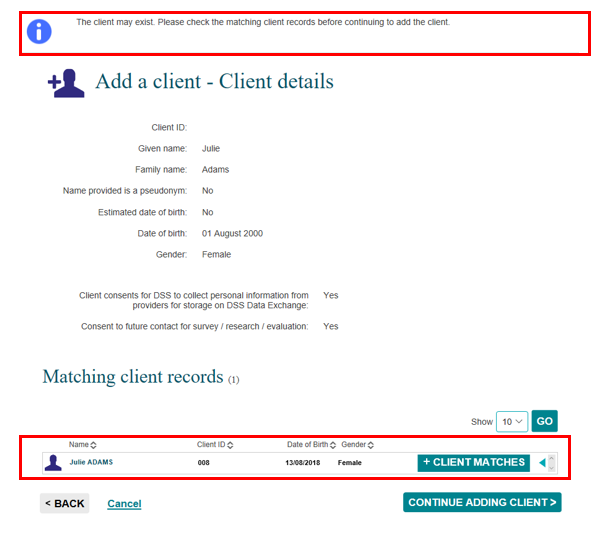 The client may exist. Please check the matching client records before continuing to add the client.
Add a client - Client details
Client ID:
Given name: Julie
Family name: Adams
Name provided is a pseudonym: No
Estimated date of birth: No
Date of birth: 01 August 2000
Gender: Female
Client consents for DSS to collect personal information from Yes
providers for storage on DSS Data Exchange:
Consent to future contact for survey / research / evaluation: Yes
Matching client records (1)
Show 10 GO
Name Client ID Date of Birth Gender
Julie ADAMS 008 13/08/2018 Female + CLIENT MATCHES
< BACK Cancel CONTINUE ADDING CLIENT >